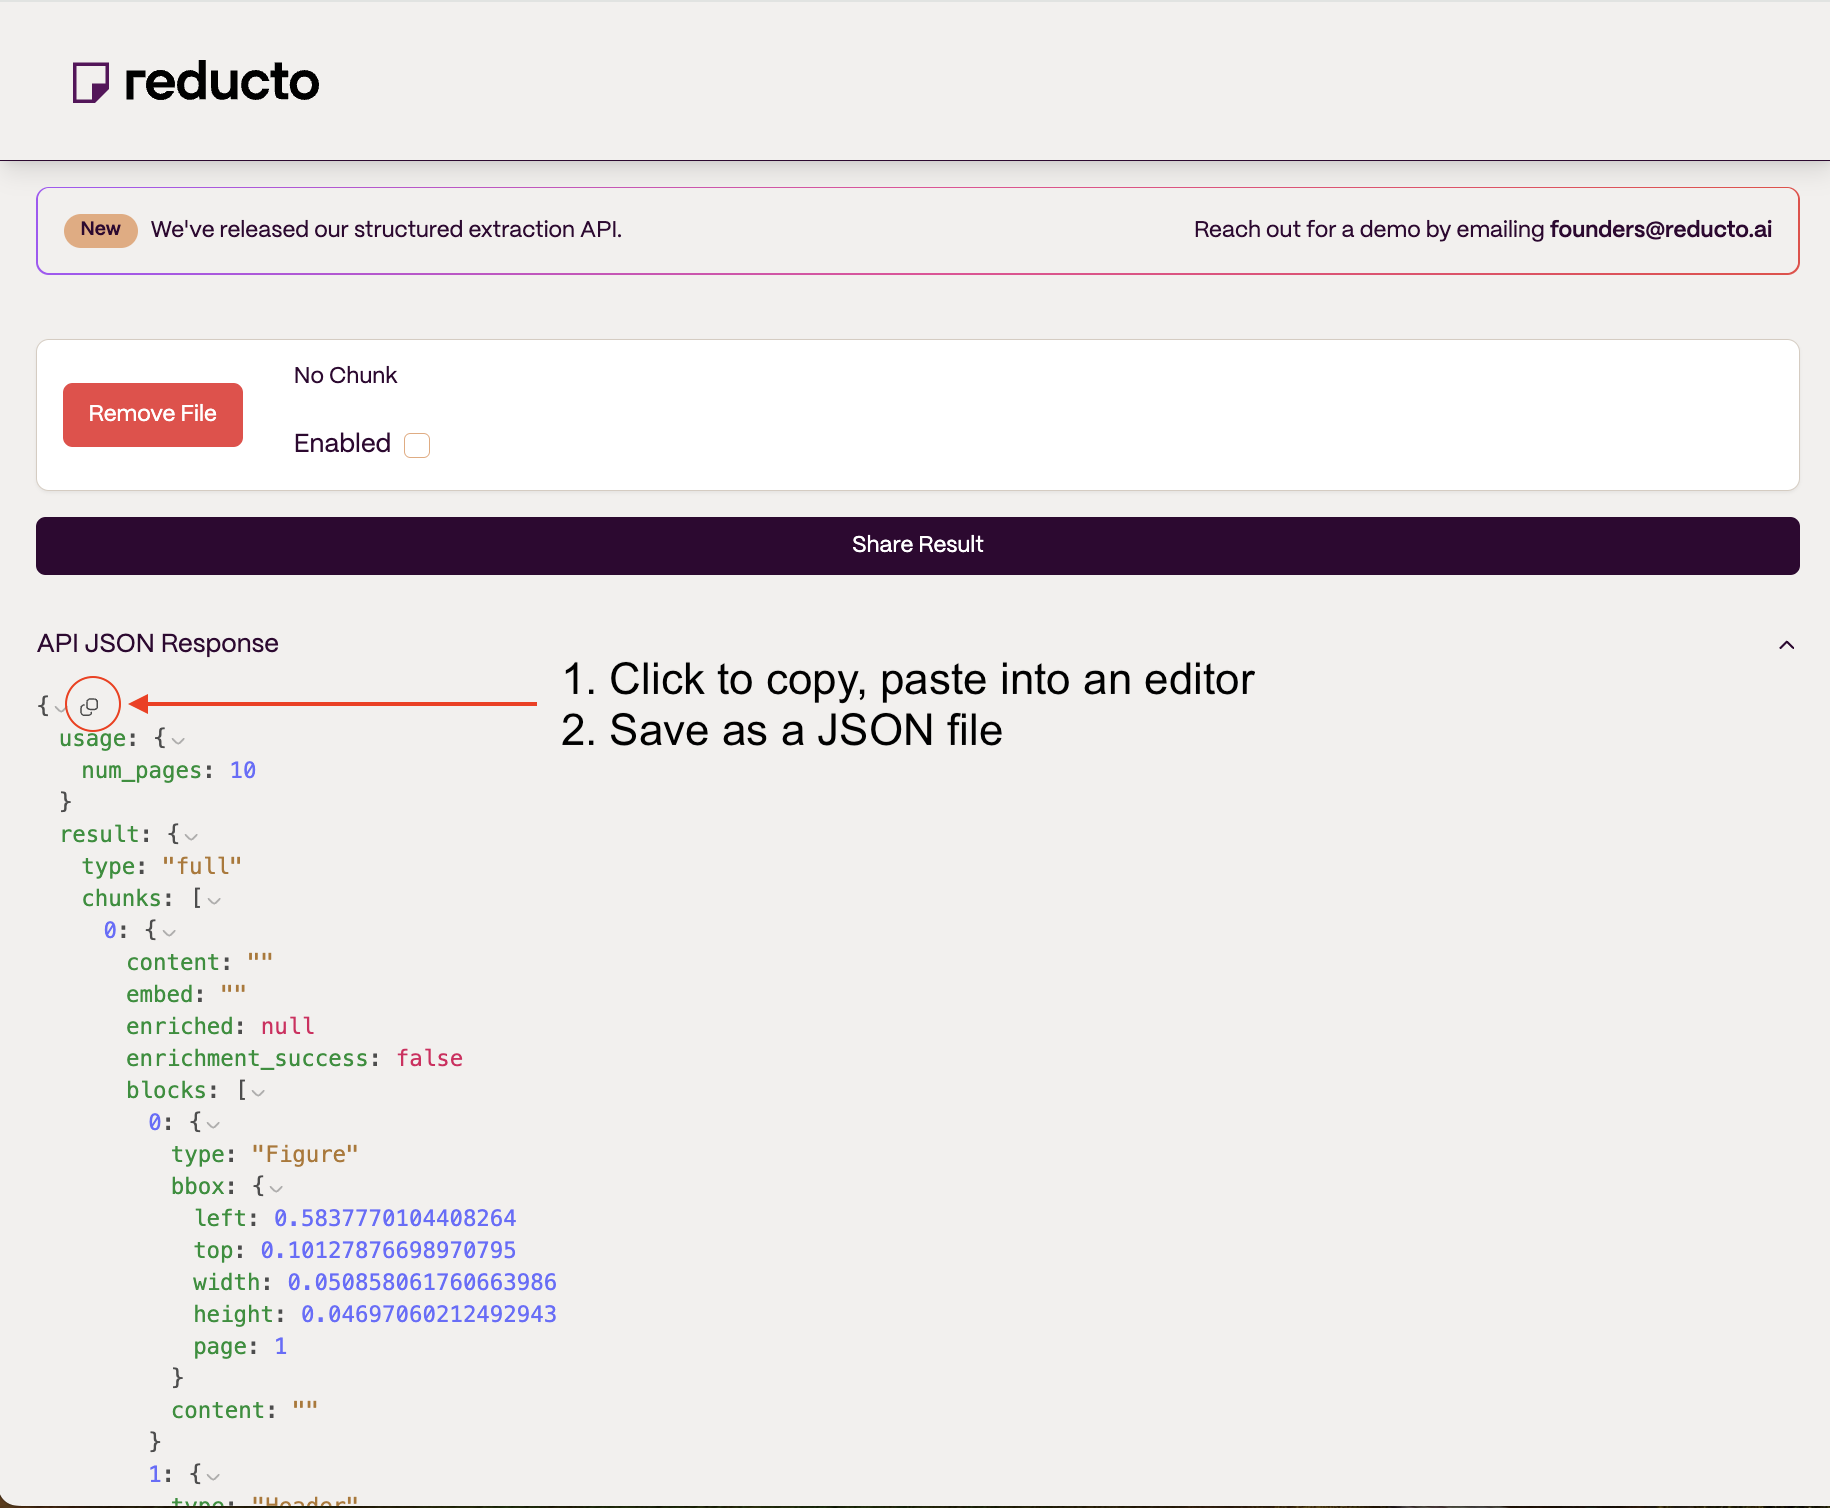 reducto
New We've released our structured extraction API. Reach out for a demo by emailing founders@reducto.ai
No Chunk
Remove File
Enabled
Share Result
API JSON Response
1. Click to copy, paste into an editor
2. Save as a JSON file
{
usage: {
num_pages: 10
}
result: {
type: "full"
chunks: [
0: {
content: ""
embed: ""
enriched: null
enrichment_success: false
blocks: [
0: {
type: "Figure"
bbox: {
left: 0.5837770104408264
top: 0.10127876698970795
width: 0.050858061760663986
height: 0.04697060212492943
page: 1
}
content: ""
}
1: {
type: "Header"